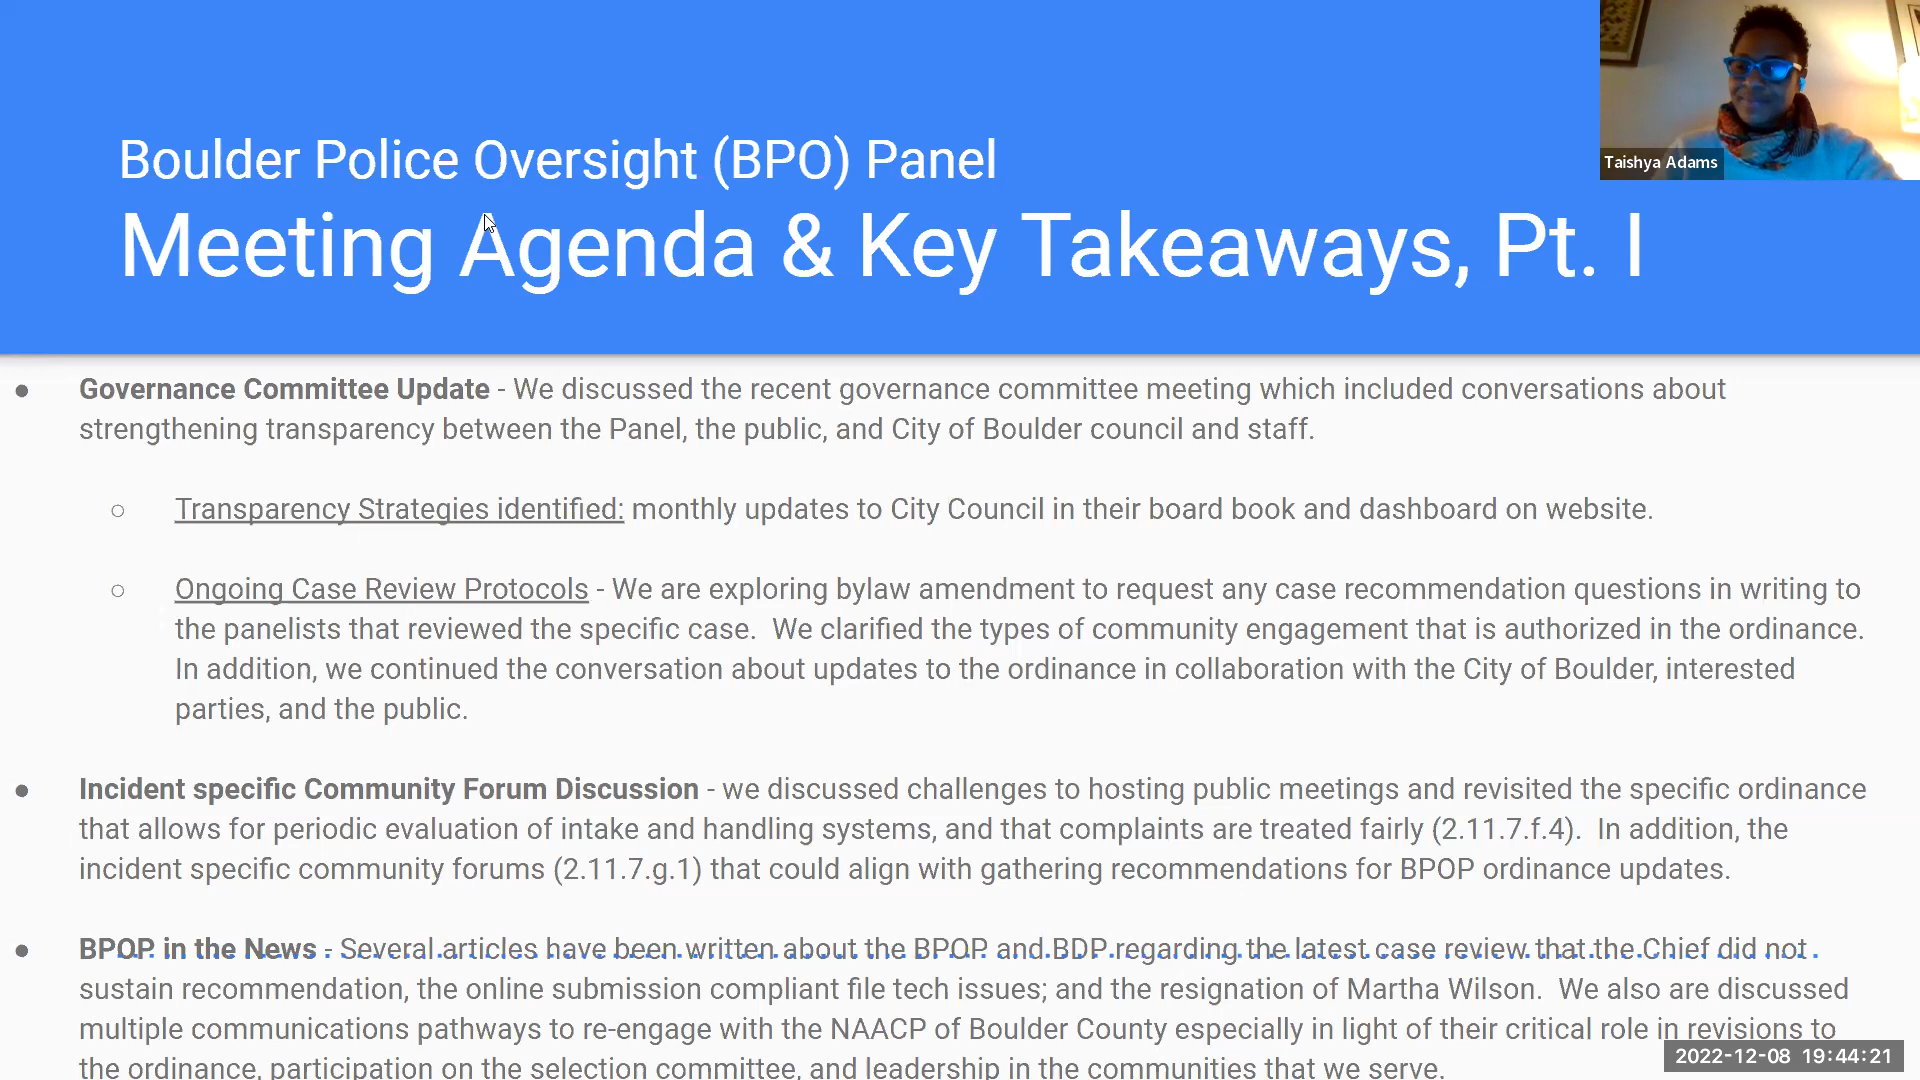 Boulder Police Oversight (BPO) Panel
Meeting Agenda & Key Takeaways, Pt. I
Taishya Adams
● Governance Committee Update - We discussed the recent governance committee meeting which included conversations about
strengthening transparency between the Panel, the public, and City of Boulder council and staff.
○ Transparency Strategies identified: monthly updates to City Council in their board book and dashboard on website.
○ Ongoing Case Review Protocols - We are exploring bylaw amendment to request any case recommendation questions in writing to
the panelists that reviewed the specific case.  We clarified the types of community engagement that is authorized in the ordinance.
In addition, we continued the conversation about updates to the ordinance in collaboration with the City of Boulder, interested
parties, and the public.
● Incident specific Community Forum Discussion - we discussed challenges to hosting public meetings and revisited the specific ordinance
that allows for periodic evaluation of intake and handling systems, and that complaints are treated fairly (2.11.7.f.4).  In addition, the
incident specific community forums (2.11.7.g.1) that could align with gathering recommendations for BPOP ordinance updates.
● BPOP in the News - Several articles have been written about the BPOP and BDP regarding the latest case review that the Chief did not
sustain recommendation, the online submission compliant file tech issues; and the resignation of Martha Wilson.  We also are discussed
multiple communications pathways to re-engage with the NAACP of Boulder County especially in light of their critical role in revisions to
the ordinance, participation on the selection committee, and leadership in the communities that we serve.
2022-12-08 19:44:21